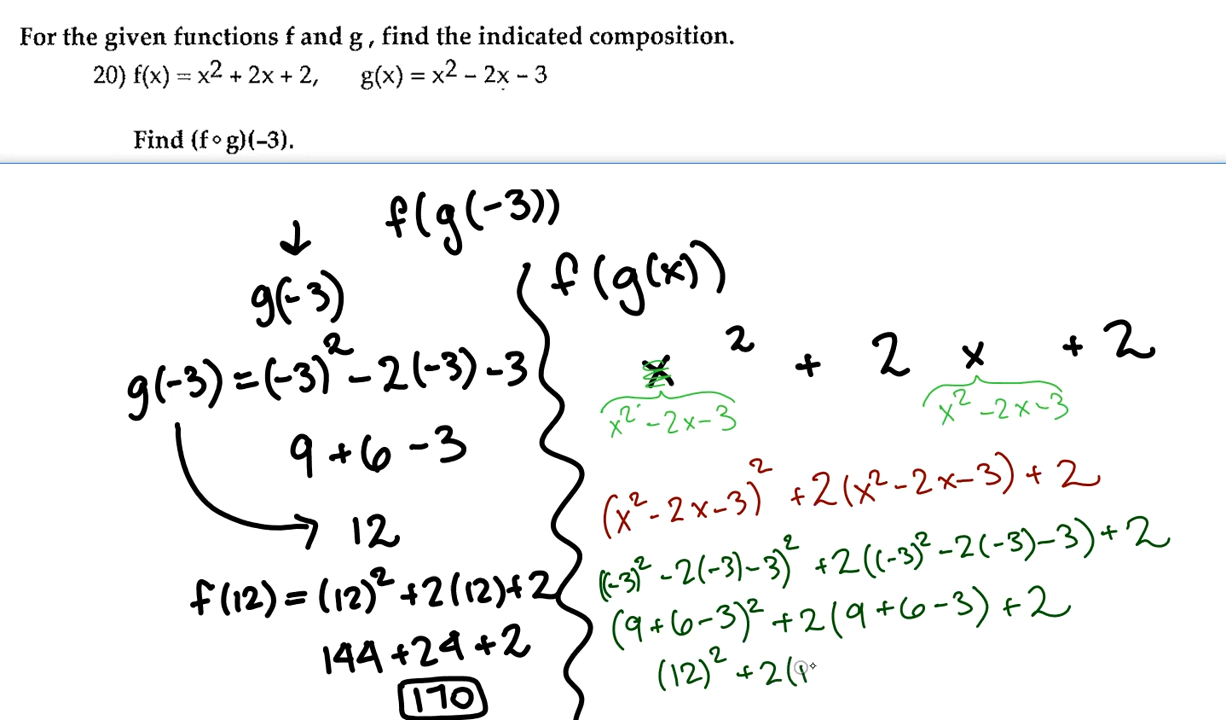 For the given functions f and g , find the indicated composition.
20) f(x) = x2 + 2x + 2, g(x) = x2 − 2x − 3
Find (f ∘ g)(−3).
f(g(-3))
↓
g(-3)
g(-3) = (-3)² - 2(-3) - 3
9 + 6 - 3
12
f(12) = (12)² + 2(12) + 2
144 + 24 + 2
170
f(g(x))
x ² + 2 x + 2
x² - 2x - 3 x² - 2x - 3
(x² - 2x - 3)² + 2(x² - 2x - 3) + 2
((-3)² - 2(-3) - 3)² + 2((-3)² - 2(-3) - 3) + 2
(9 + 6 - 3)² + 2(9 + 6 - 3) + 2
(12)² + 2(1